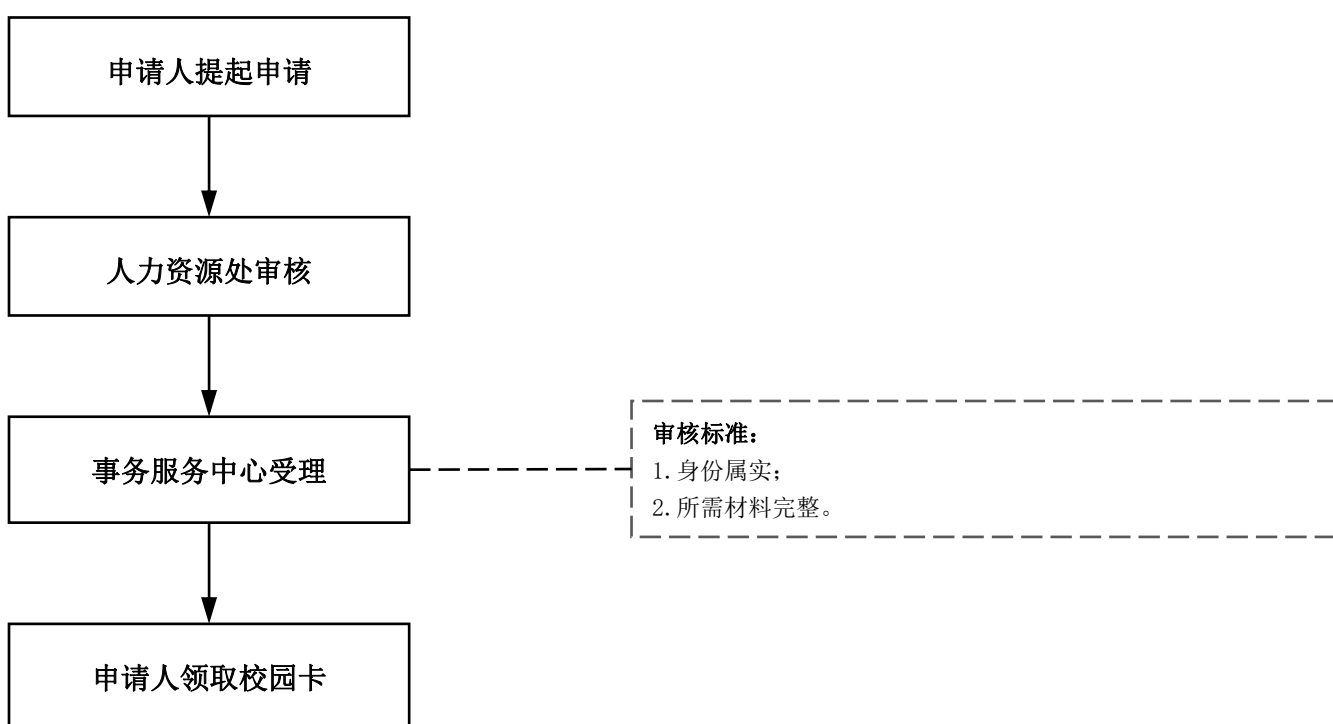 申请人提起申请
人力资源处审核
事务服务中心受理
审核标准：
1.身份属实；
2.所需材料完整。
申请人领取校园卡